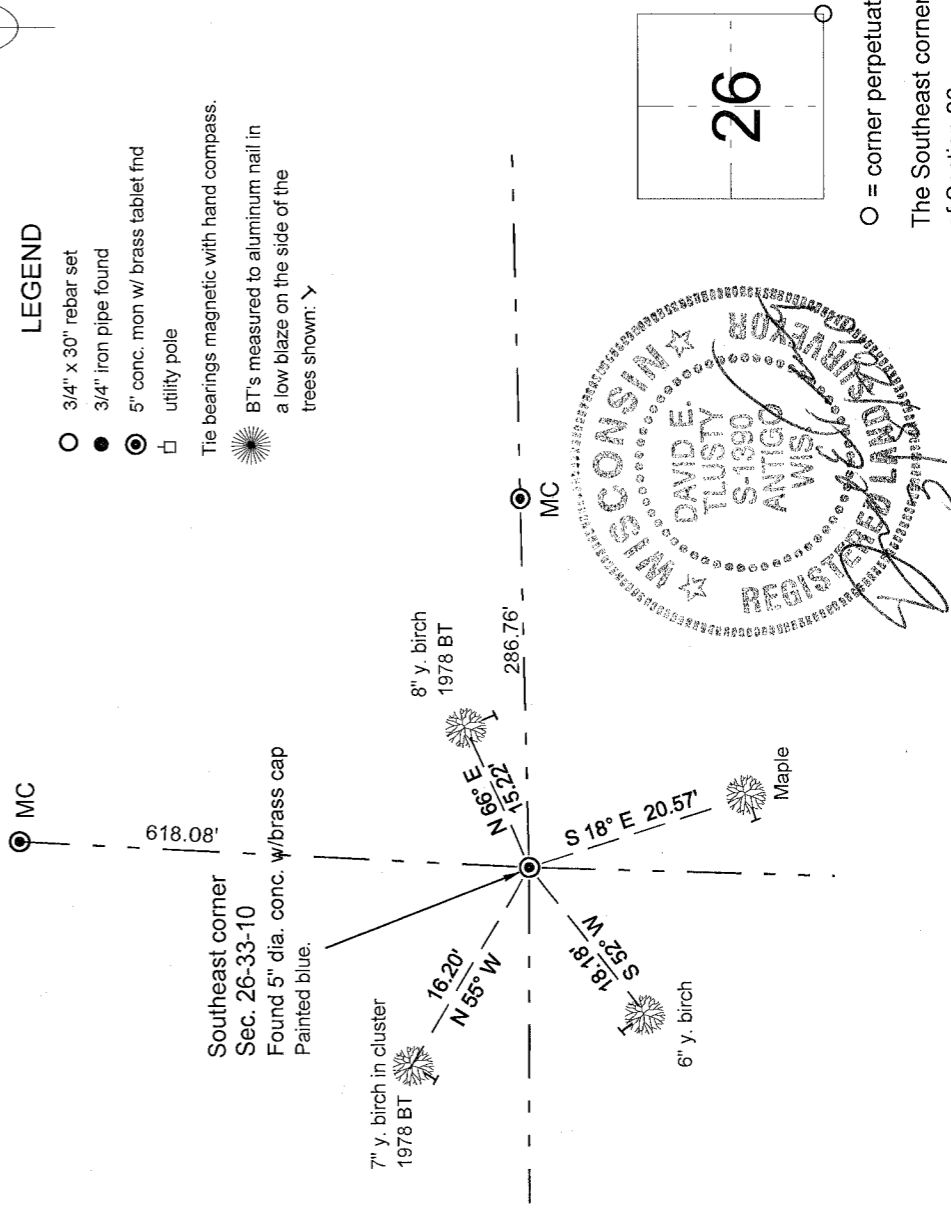 LEGEND
3/4" x 30" rebar set
3/4" iron pipe found
5" conc. mon w/ brass tablet fnd
utility pole
Tie bearings magnetic with hand compass.
BT's measured to aluminum nail in
a low blaze on the side of the
trees shown:
MC
618.08'
Southeast corner
Sec. 26-33-10
Found 5" dia. conc. w/brass cap
Painted blue.
7" y. birch in cluster
1978 BT
16.20'
N 55° W
N 66° E
15.22'
8" y. birch
1978 BT
286.76'
MC
18.18'
S 52° W
6" y. birch
S 18° E 20.57'
Maple
WISCONSIN
DAVID E.
TLUSTY
S-1390
ANTIGO
WIS
REGISTERED LAND SURVEYOR
26
O = corner perpetuat
The Southeast corner